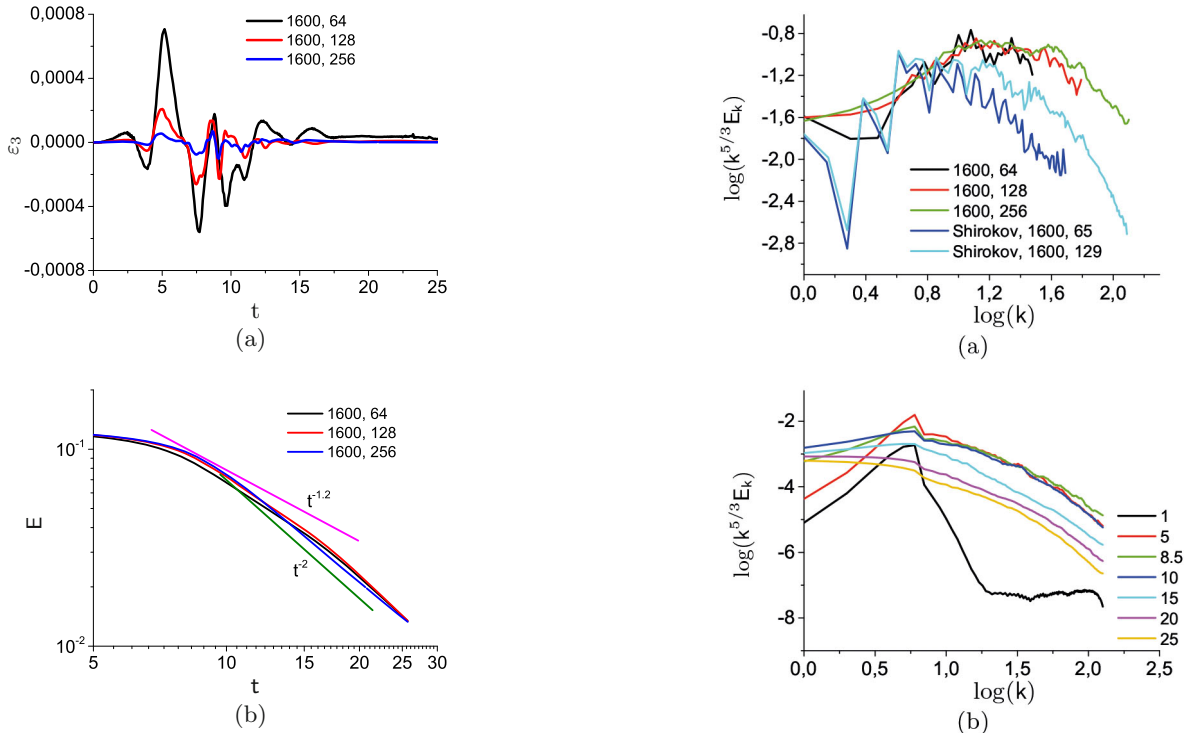 0,0008
0,0004
0,0000
-0,0004
-0,0008
ε3
1600, 64
1600, 128
1600, 256
0 5 10 15 20 25
t
(a)
-0,8
-1,2
-1,6
-2,0
-2,4
-2,8
log(k^5/3 E_k)
1600, 64
1600, 128
1600, 256
Shirokov, 1600, 65
Shirokov, 1600, 129
0,0 0,4 0,8 1,2 1,6 2,0
log(k)
(a)
10^-1
10^-2
E
1600, 64
1600, 128
1600, 256
t^-1.2
t^-2
5 10 15 20 25 30
t
(b)
-2
-4
-6
-8
log(k^5/3 E_k)
1
5
8.5
10
15
20
25
0,0 0,5 1,0 1,5 2,0 2,5
log(k)
(b)